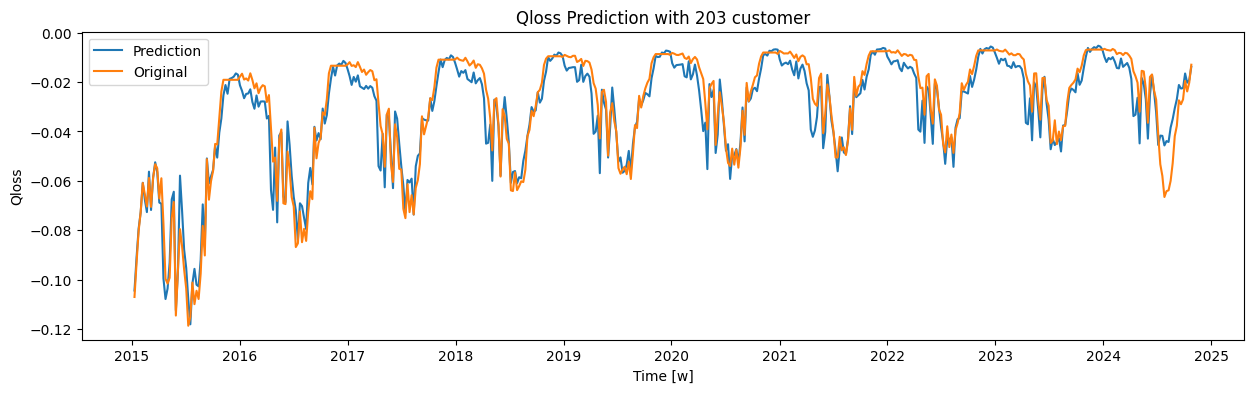 Qloss Prediction with 203 customer
Prediction
Original
Qloss
0.00
−0.02
−0.04
−0.06
−0.08
−0.10
−0.12
2015 2016 2017 2018 2019 2020 2021 2022 2023 2024 2025
Time [w]